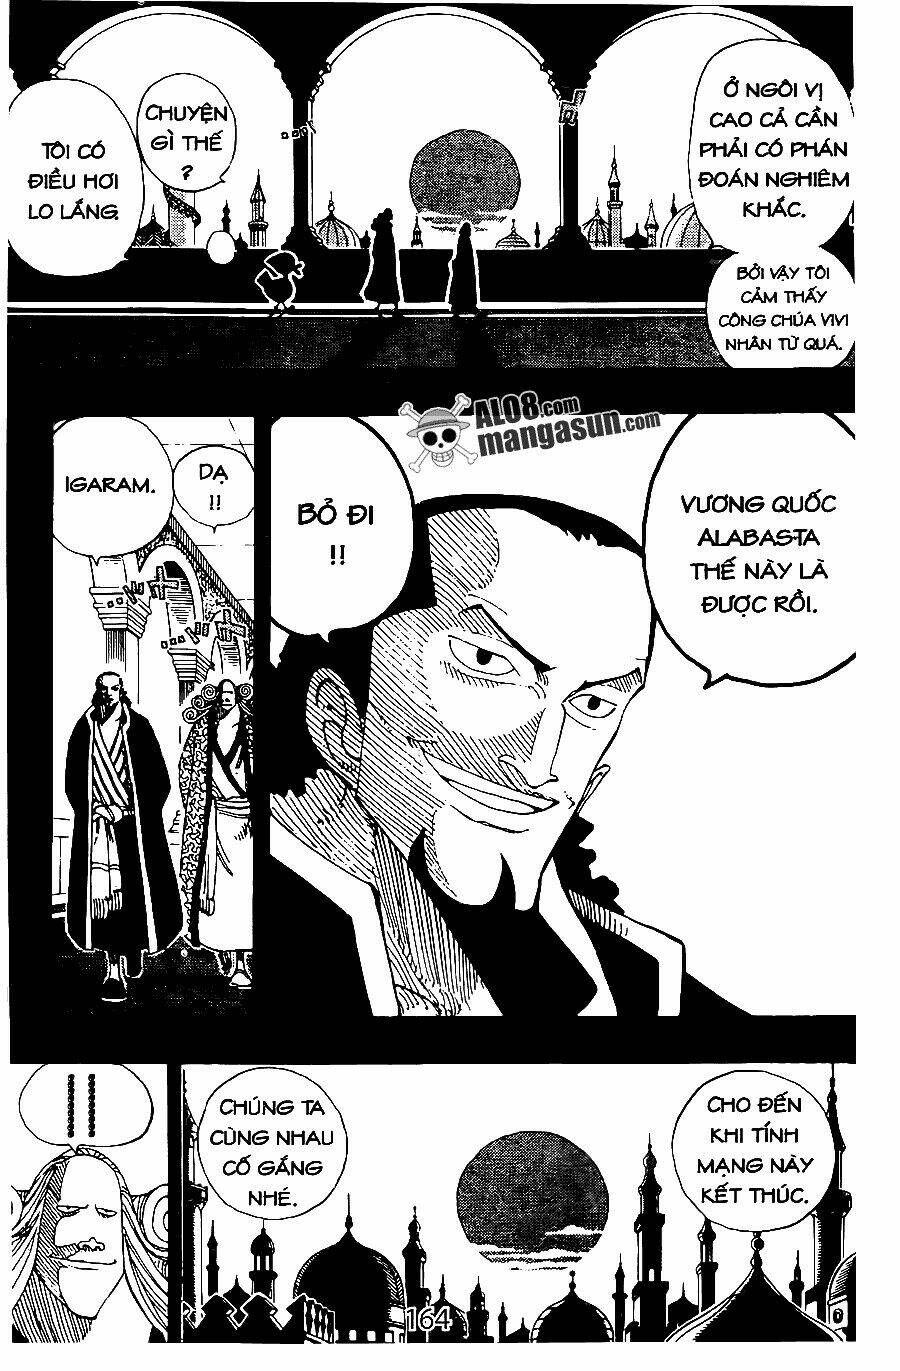 Ở NGÔI VỊ
CAO CẢ CẦN
PHẢI CÓ PHÁN
ĐOÁN NGHIÊM
KHẮC.
BỞI VẬY TÔI
CẢM THẤY
CÔNG CHÚA VIVI
NHÂN TỪ QUÁ.
CHUYỆN
GÌ THẾ
?
TÔI CÓ
ĐIỀU HƠI
LO LẮNG.
AL08.com
mangasun.com
VƯƠNG QUỐC
ALABASTA
THẾ NÀY LÀ
ĐƯỢC RỒI.
BỎ ĐI
!!
DẠ
!!
IGARAM.
CHO ĐẾN
KHI TÍNH
MẠNG NÀY
KẾT THÚC.
CHÚNG TA
CÙNG NHAU
CỐ GẮNG
NHÉ.
164